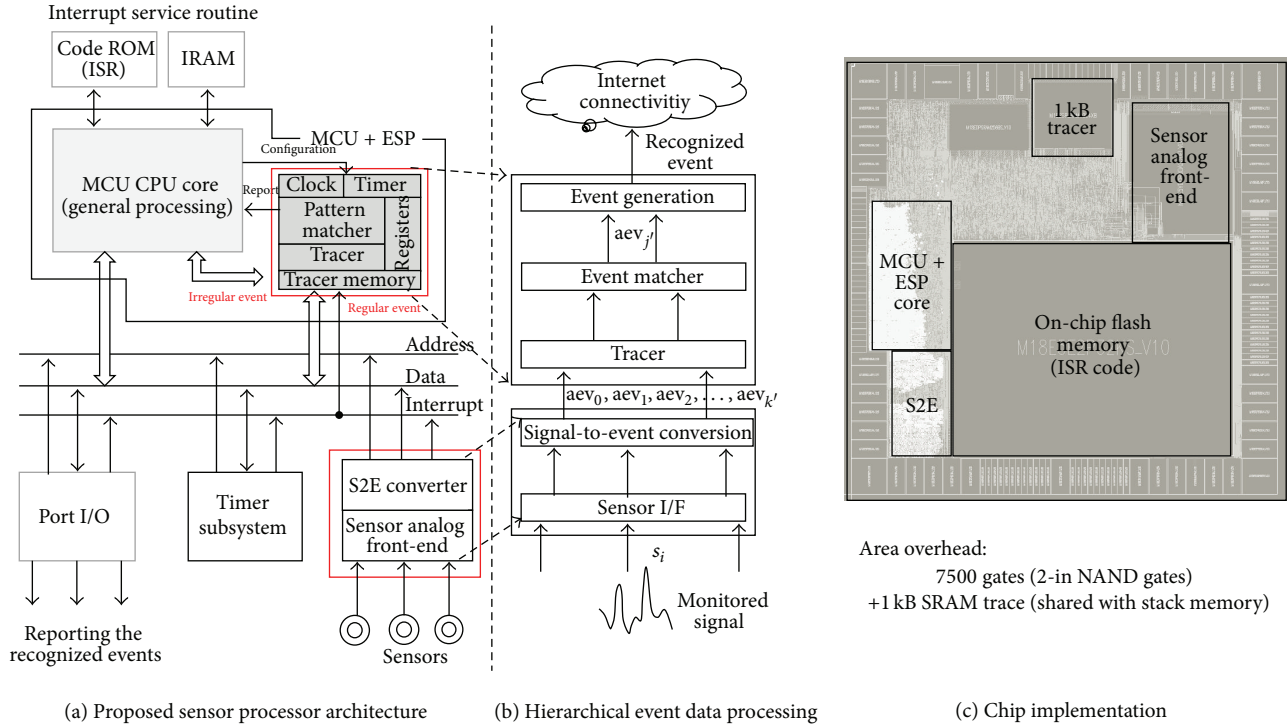 Interrupt service routine
Code ROM
(ISR)
IRAM
MCU + ESP
Configuration
MCU CPU core
(general processing)
Report
Clock
Timer
Pattern
matcher
Registers
Tracer
Tracer memory
Irregular event
Regular event
Address
Data
Interrupt
Port I/O
Timer
subsystem
S2E converter
Sensor analog
front-end
Reporting the
recognized events
Sensors
(a) Proposed sensor processor architecture
Internet
connectivitiy
Recognized
event
Event generation
aev_j′
Event matcher
Tracer
aev_0, aev_1, aev_2, . . . , aev_k′
Signal-to-event conversion
Sensor I/F
s_i
Monitored
signal
(b) Hierarchical event data processing
1 kB
tracer
Sensor
analog
front-
end
MCU +
ESP
core
On-chip flash
memory
(ISR code)
S2E
Area overhead:
7500 gates (2-in NAND gates)
+1 kB SRAM trace (shared with stack memory)
(c) Chip implementation